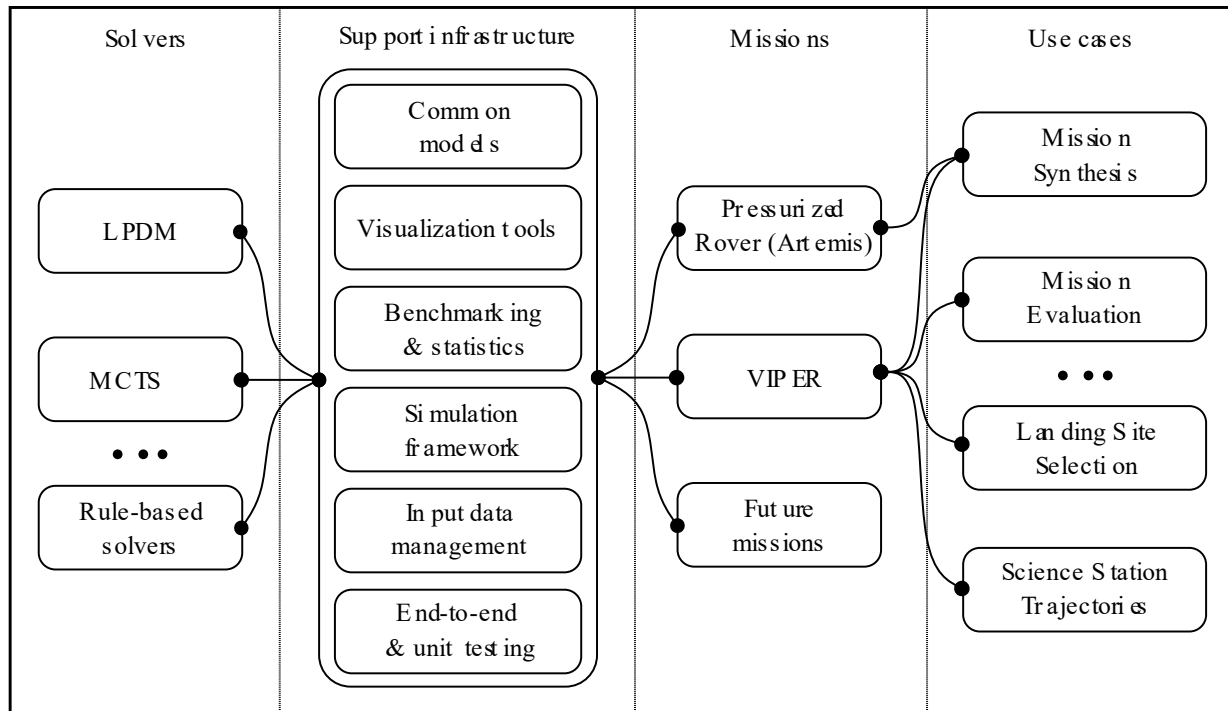 Solvers
Support infrastructure
Missions
Use cases
LPDM
MCTS
• • •
Rule-based
solvers
Common
models
Visualization tools
Benchmarking
& statistics
Simulation
framework
Input data
management
End-to-end
& unit testing
Pressurized
Rover (Artemis)
VIPER
Future
missions
Mission
Synthesis
Mission
Evaluation
• • •
Landing Site
Selection
Science Station
Trajectories